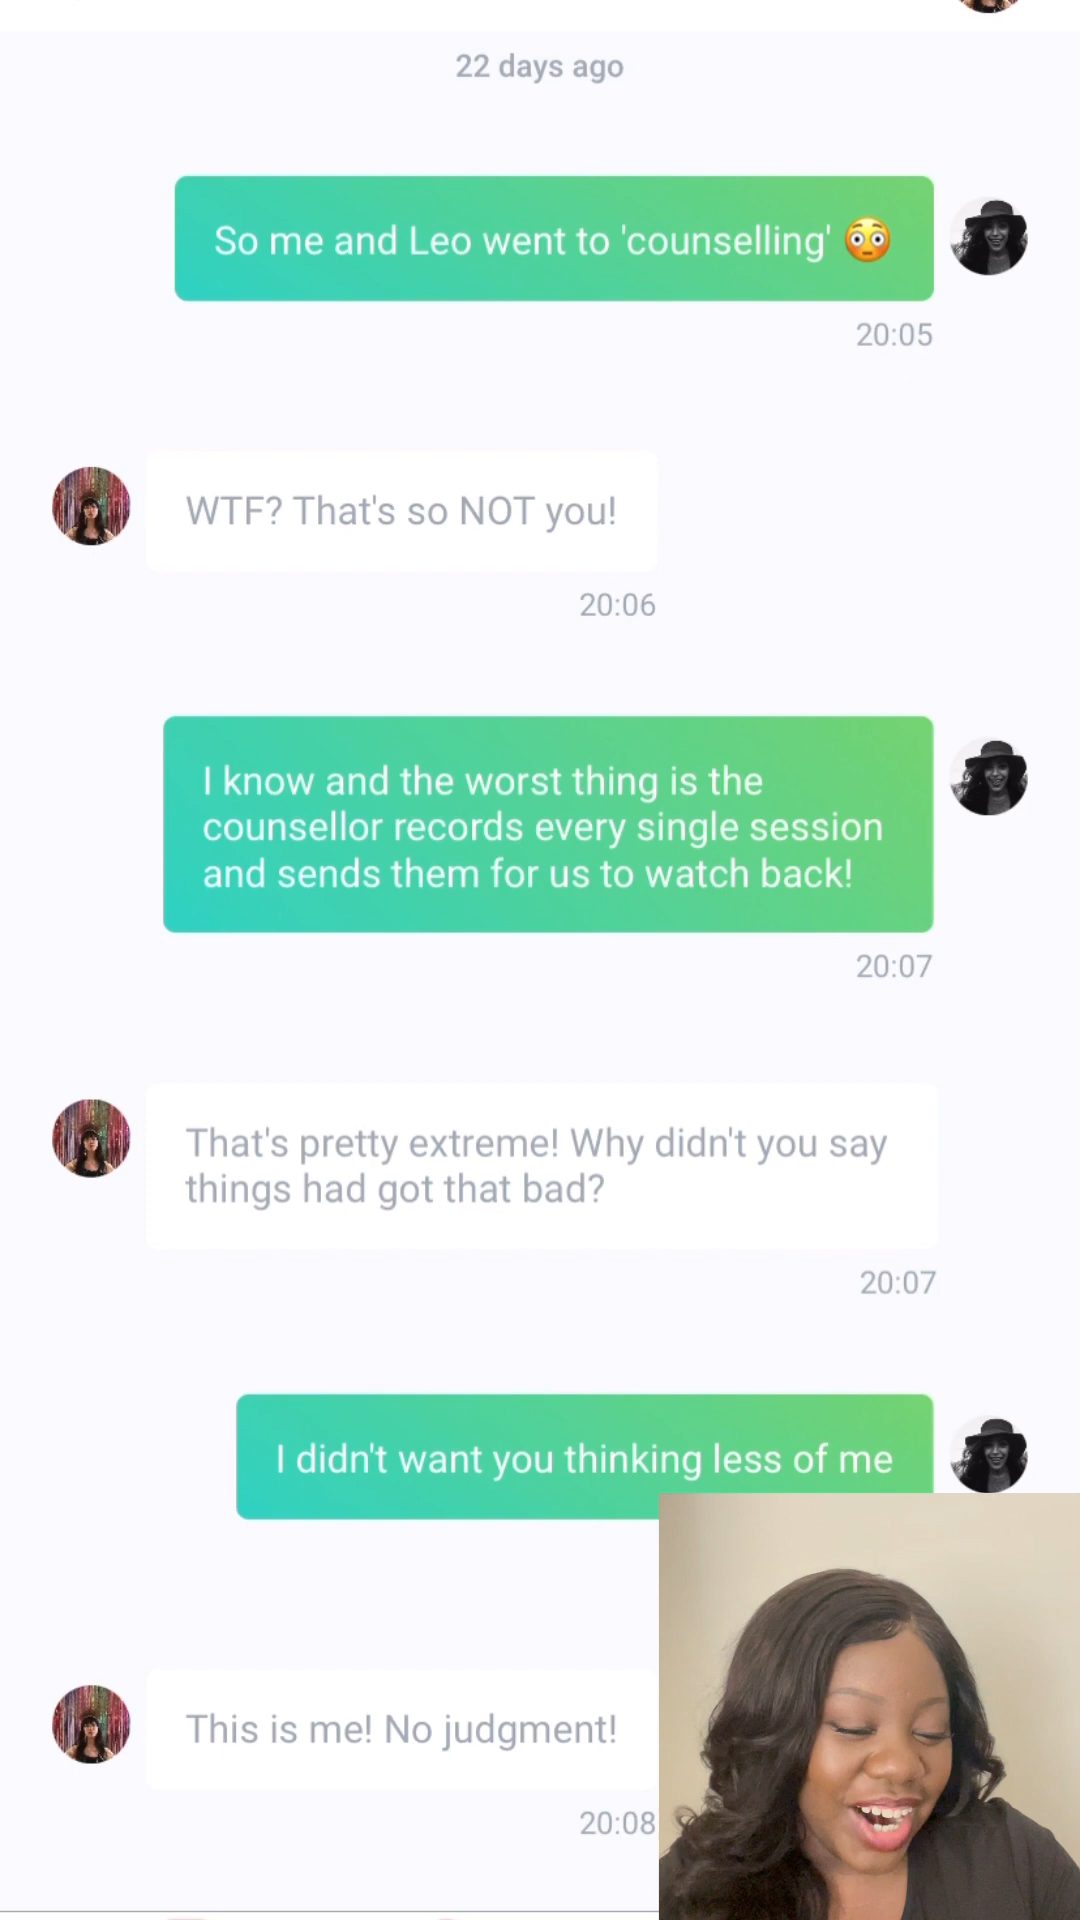 22 days ago
So me and Leo went to 'counselling' 😳
20:05
WTF? That's so NOT you!
20:06
I know and the worst thing is the
counsellor records every single session
and sends them for us to watch back!
20:07
That's pretty extreme! Why didn't you say
things had got that bad?
20:07
I didn't want you thinking less of me
This is me! No judgment!
20:08